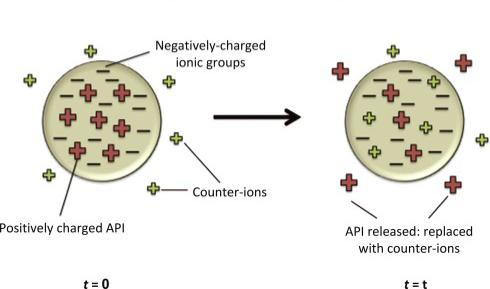 Negatively-charged
ionic groups
Counter-ions
Positively charged API
API released: replaced
with counter-ions
t = 0
t = t